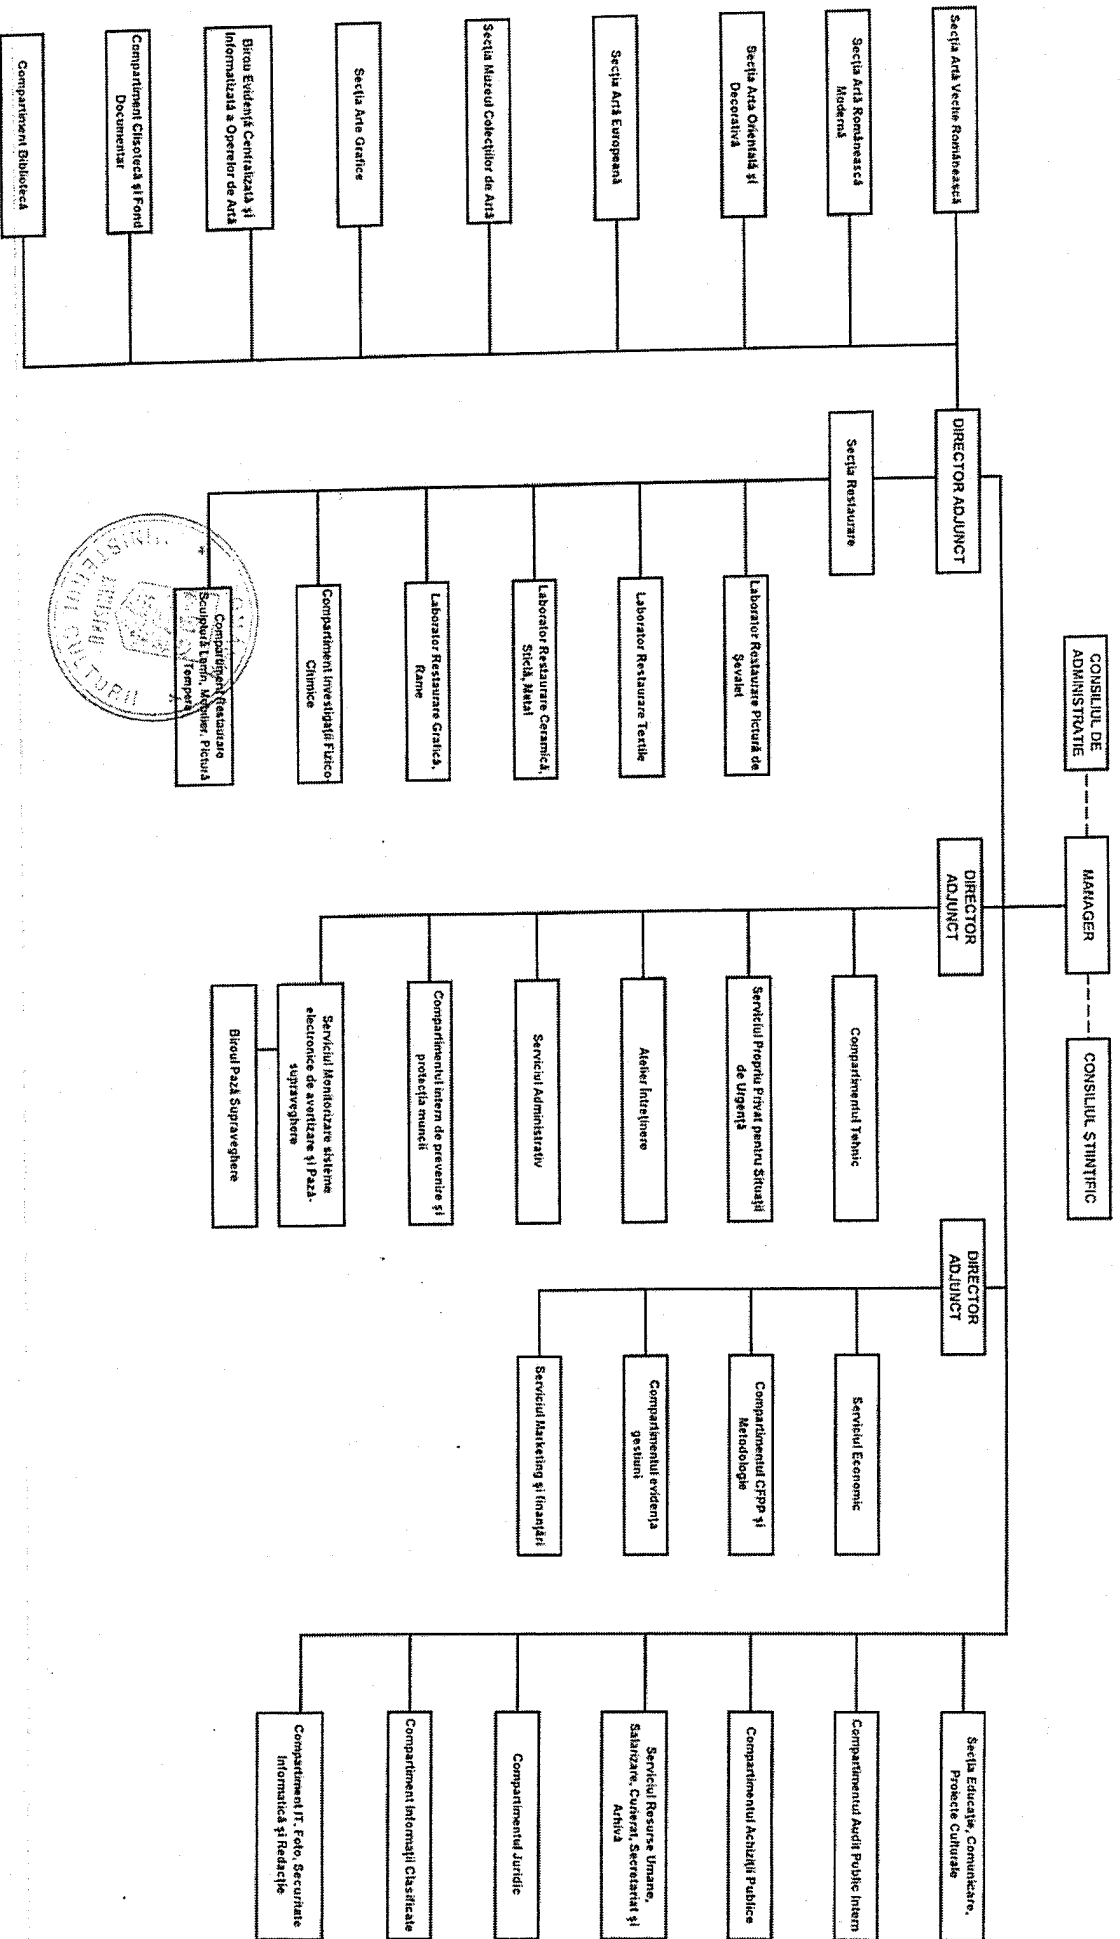 CONSILIUL DE
ADMINISTRATIE
MANAGER
CONSILIUL ȘTIINȚIFIC
DIRECTOR ADJUNCT
Secția Artă Veche Românească
Secția Artă Românească
Modernă
Secția Arta Orientală și
Decorativă
Secția Artă Europeană
Secția Muzeul Colecțiilor de Artă
Secția Arte Grafice
Birou Evidență Centralizată și
Informatizată a Operelor de Artă
Compartiment Clisotecă și Fond
Documentar
Compartiment Bibliotecă
Secția Restaurare
Laborator Restaurare Pictură de
Șevalet
Laborator Restaurare Textile
Laborator Restaurare Ceramică,
Sticlă, Metal
Laborator Restaurare Grafică,
Rame
Compartiment Investigații Fizico-
Chimice
Compartiment Restaurare
Sculptură Lemn, Mobilier, Pictură
Tempera
DIRECTOR
ADJUNCT
Compartimentul Tehnic
Serviciul Propriu Privat pentru Situații
de Urgență
Atelier Întreținere
Serviciul Administrativ
Compartimentul intern de prevenire și
protecția muncii
Serviciul Monitorizare sisteme
electronice de avertizare și Pază-
supraveghere
Biroul Pază Supraveghere
DIRECTOR
ADJUNCT
Serviciul Economic
Compartimentul CFPP și
Metodologie
Compartimentul evidența
gestiuni
Serviciul Marketing și finanțări
Secția Educație, Comunicare,
Proiecte Culturale
Compartimentul Audit Public Intern
Compartimentul Achiziții Publice
Serviciul Resurse Umane,
Salarizare, Curierat, Secretariat și
Arhivă
Compartimentul Juridic
Compartiment Informații Clasificate
Compartiment IT, Foto, Securitate
Informatică și Redacție
MINISTERUL CULTURII